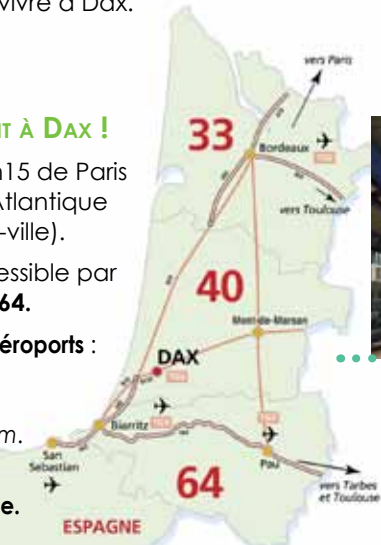 vivre à Dax.
NT À DAX !
h15 de Paris
Atlantique
-ville).
essible par
64.
éroports :
m.
e.
vers Paris
33
Bordeaux
vers Toulouse
40
Mont-de-Marsan
DAX
Biarritz
San
Sebastian
Pau
64
vers Tarbes
et Toulouse
ESPAGNE